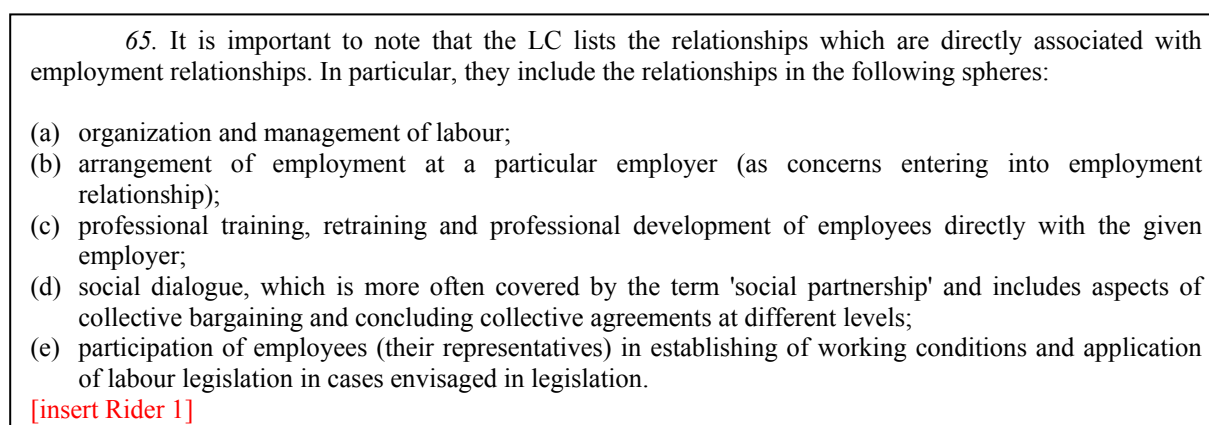 65. It is important to note that the LC lists the relationships which are directly associated with
employment relationships. In particular, they include the relationships in the following spheres:
(a) organization and management of labour;
(b) arrangement of employment at a particular employer (as concerns entering into employment
relationship);
(c) professional training, retraining and professional development of employees directly with the given
employer;
(d) social dialogue, which is more often covered by the term 'social partnership' and includes aspects of
collective bargaining and concluding collective agreements at different levels;
(e) participation of employees (their representatives) in establishing of working conditions and application
of labour legislation in cases envisaged in legislation.
[insert Rider 1]